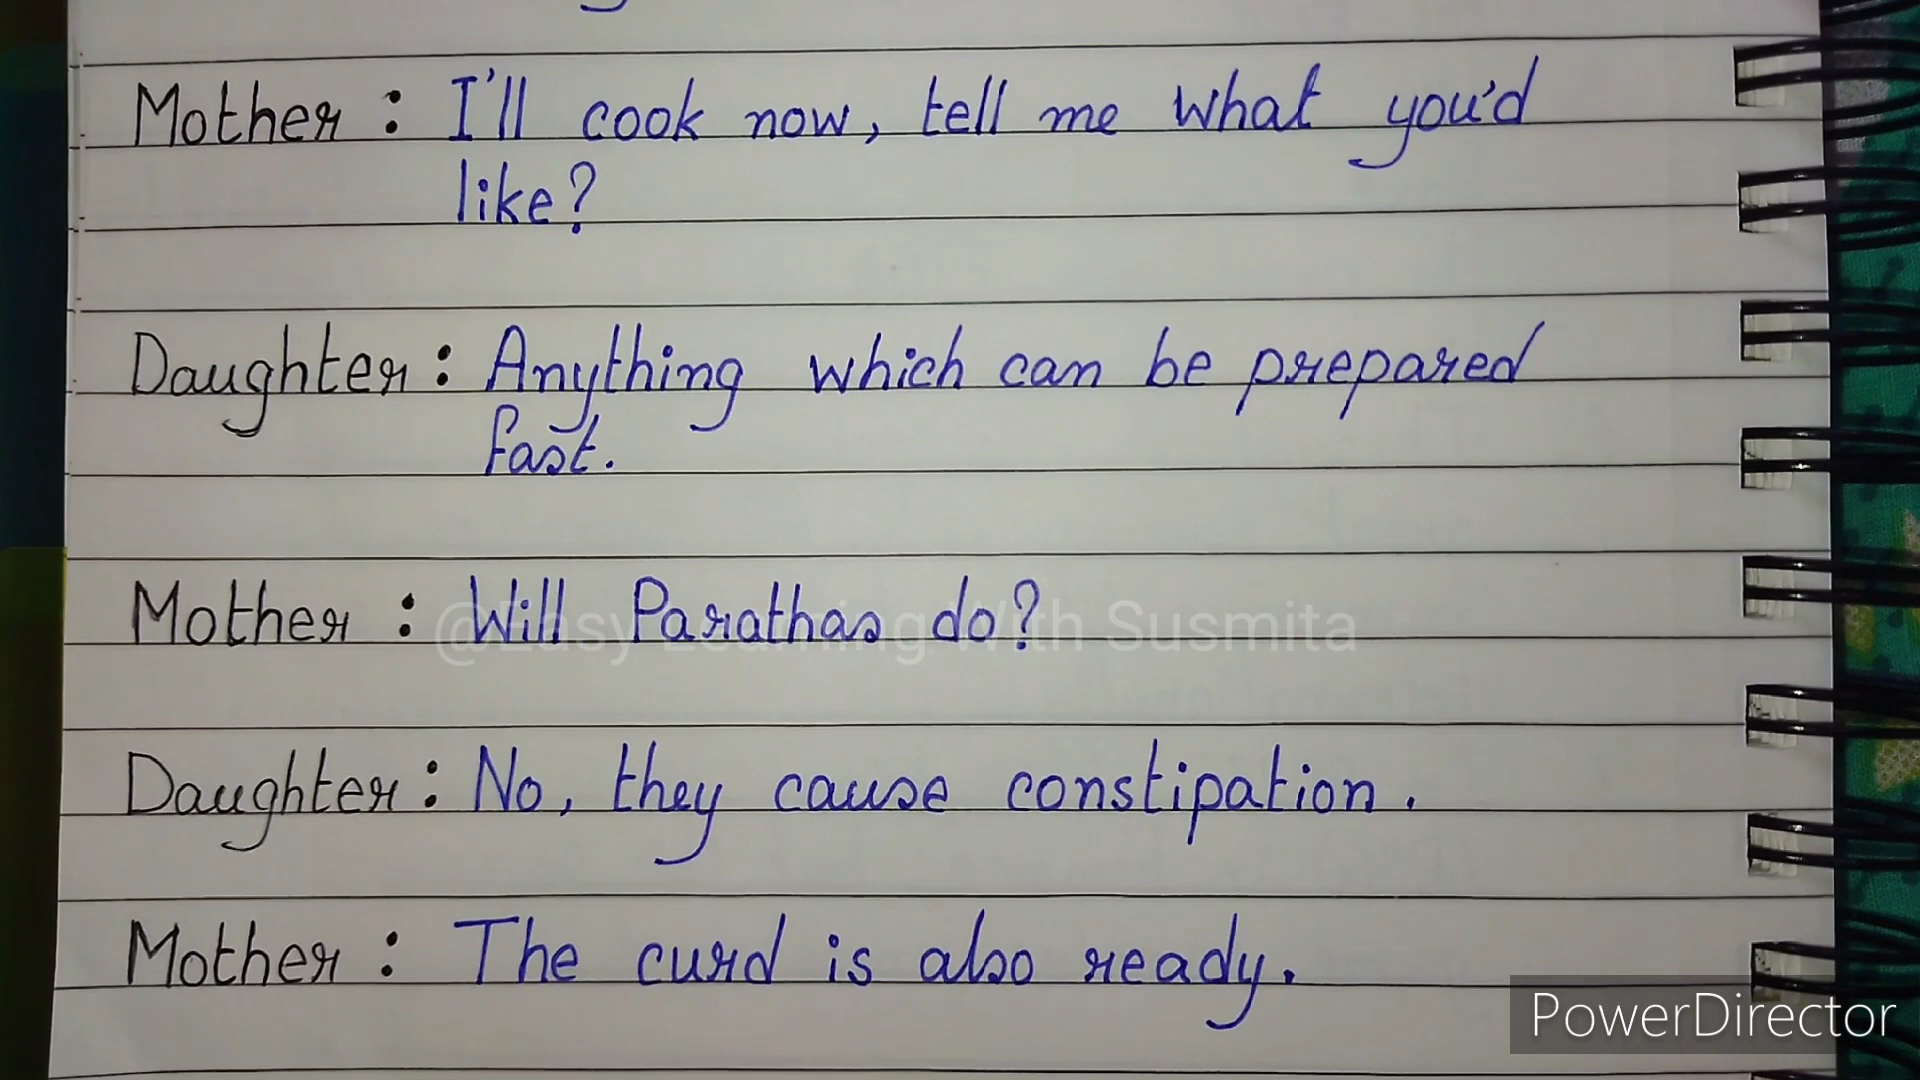 Mother : I'll cook now, tell me what you'd
like?
Daughter : Anything which can be prepared
fast.
Mother : Will Parathas do?
@Easy Learning With Susmita
Daughter : No, they cause constipation.
Mother : The curd is also ready.
PowerDirector